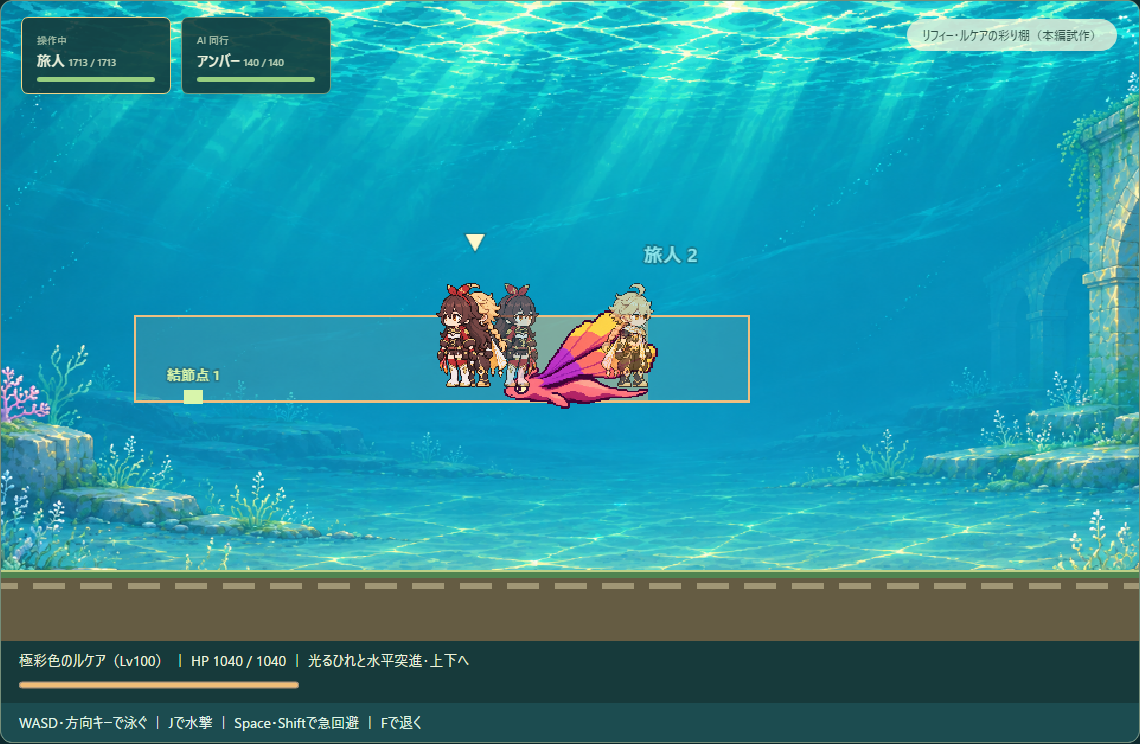 操作中
旅人 1713 / 1713
AI 同行
アンバー 140 / 140
リフィー・ルケアの彩り棚（本編試作）
旅人 2
結節点 1
極彩色のルケア（Lv100） | HP 1040 / 1040 | 光るひれと水平突進・上下へ
WASD・方向キーで泳ぐ | Jで水撃 | Space・Shiftで急回避 | Fで退く